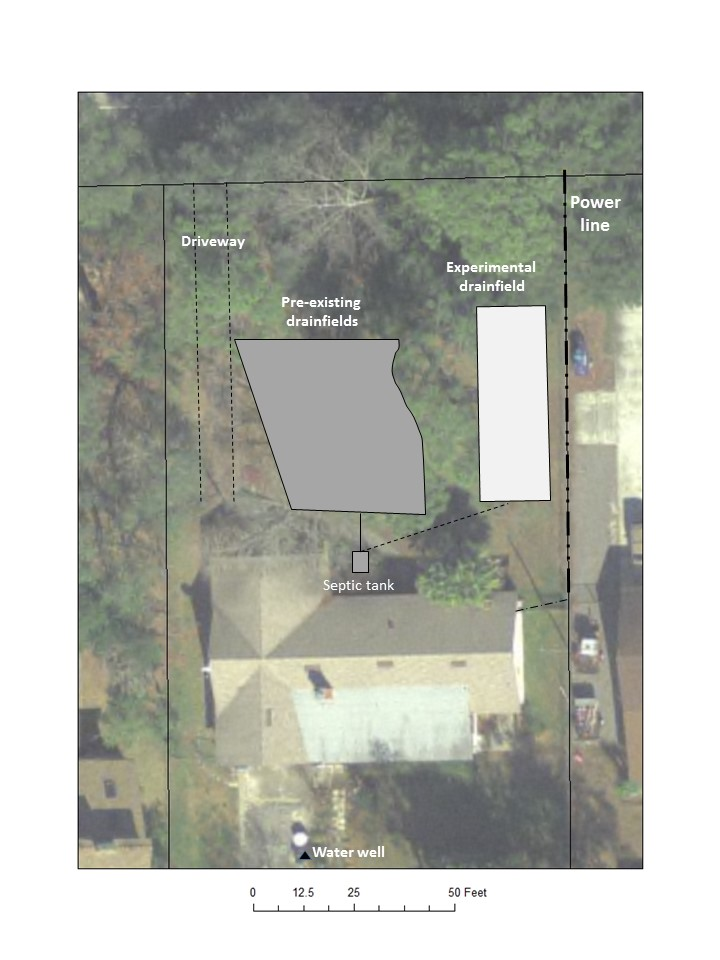 Power
line
Driveway
Experimental
drainfield
Pre-existing
drainfields
Septic tank
Water well
0 12.5 25 50 Feet